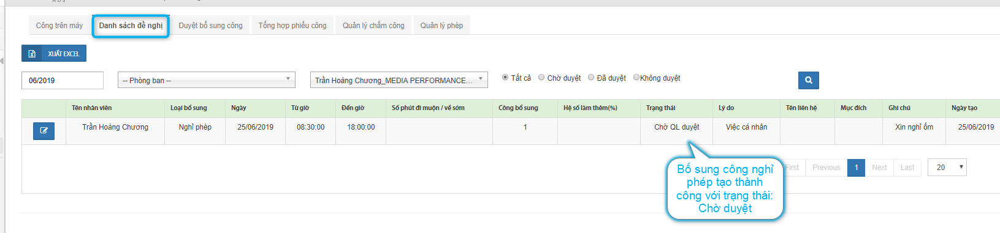 ADS
Công trên máy Danh sách đề nghị Duyệt bổ sung công Tổng hợp phiếu công Quản lý chấm công Quản lý phép
XUẤT EXCEL
06/2019 -- Phòng ban -- Trần Hoảng Chương_MEDIA PERFORMANCE... Tất cả Chờ duyệt Đã duyệt Không duyệt
Tên nhân viên Loại bổ sung Ngày Từ giờ Đến giờ Số phút đi muộn / về sớm Công bổ sung Hệ số làm thêm(%) Trạng thái Lý do Tên liên hệ Mục đích Ghi chú Ngày tạo
Trần Hoảng Chương Nghỉ phép 25/06/2019 08:30:00 18:00:00 1 Chờ QL duyệt Việc cá nhân Xin nghỉ ốm 25/06/2019
First Previous 1 Next Last 20
Bổ sung công nghỉ
phép tạo thành
công với trạng thái:
Chờ duyệt